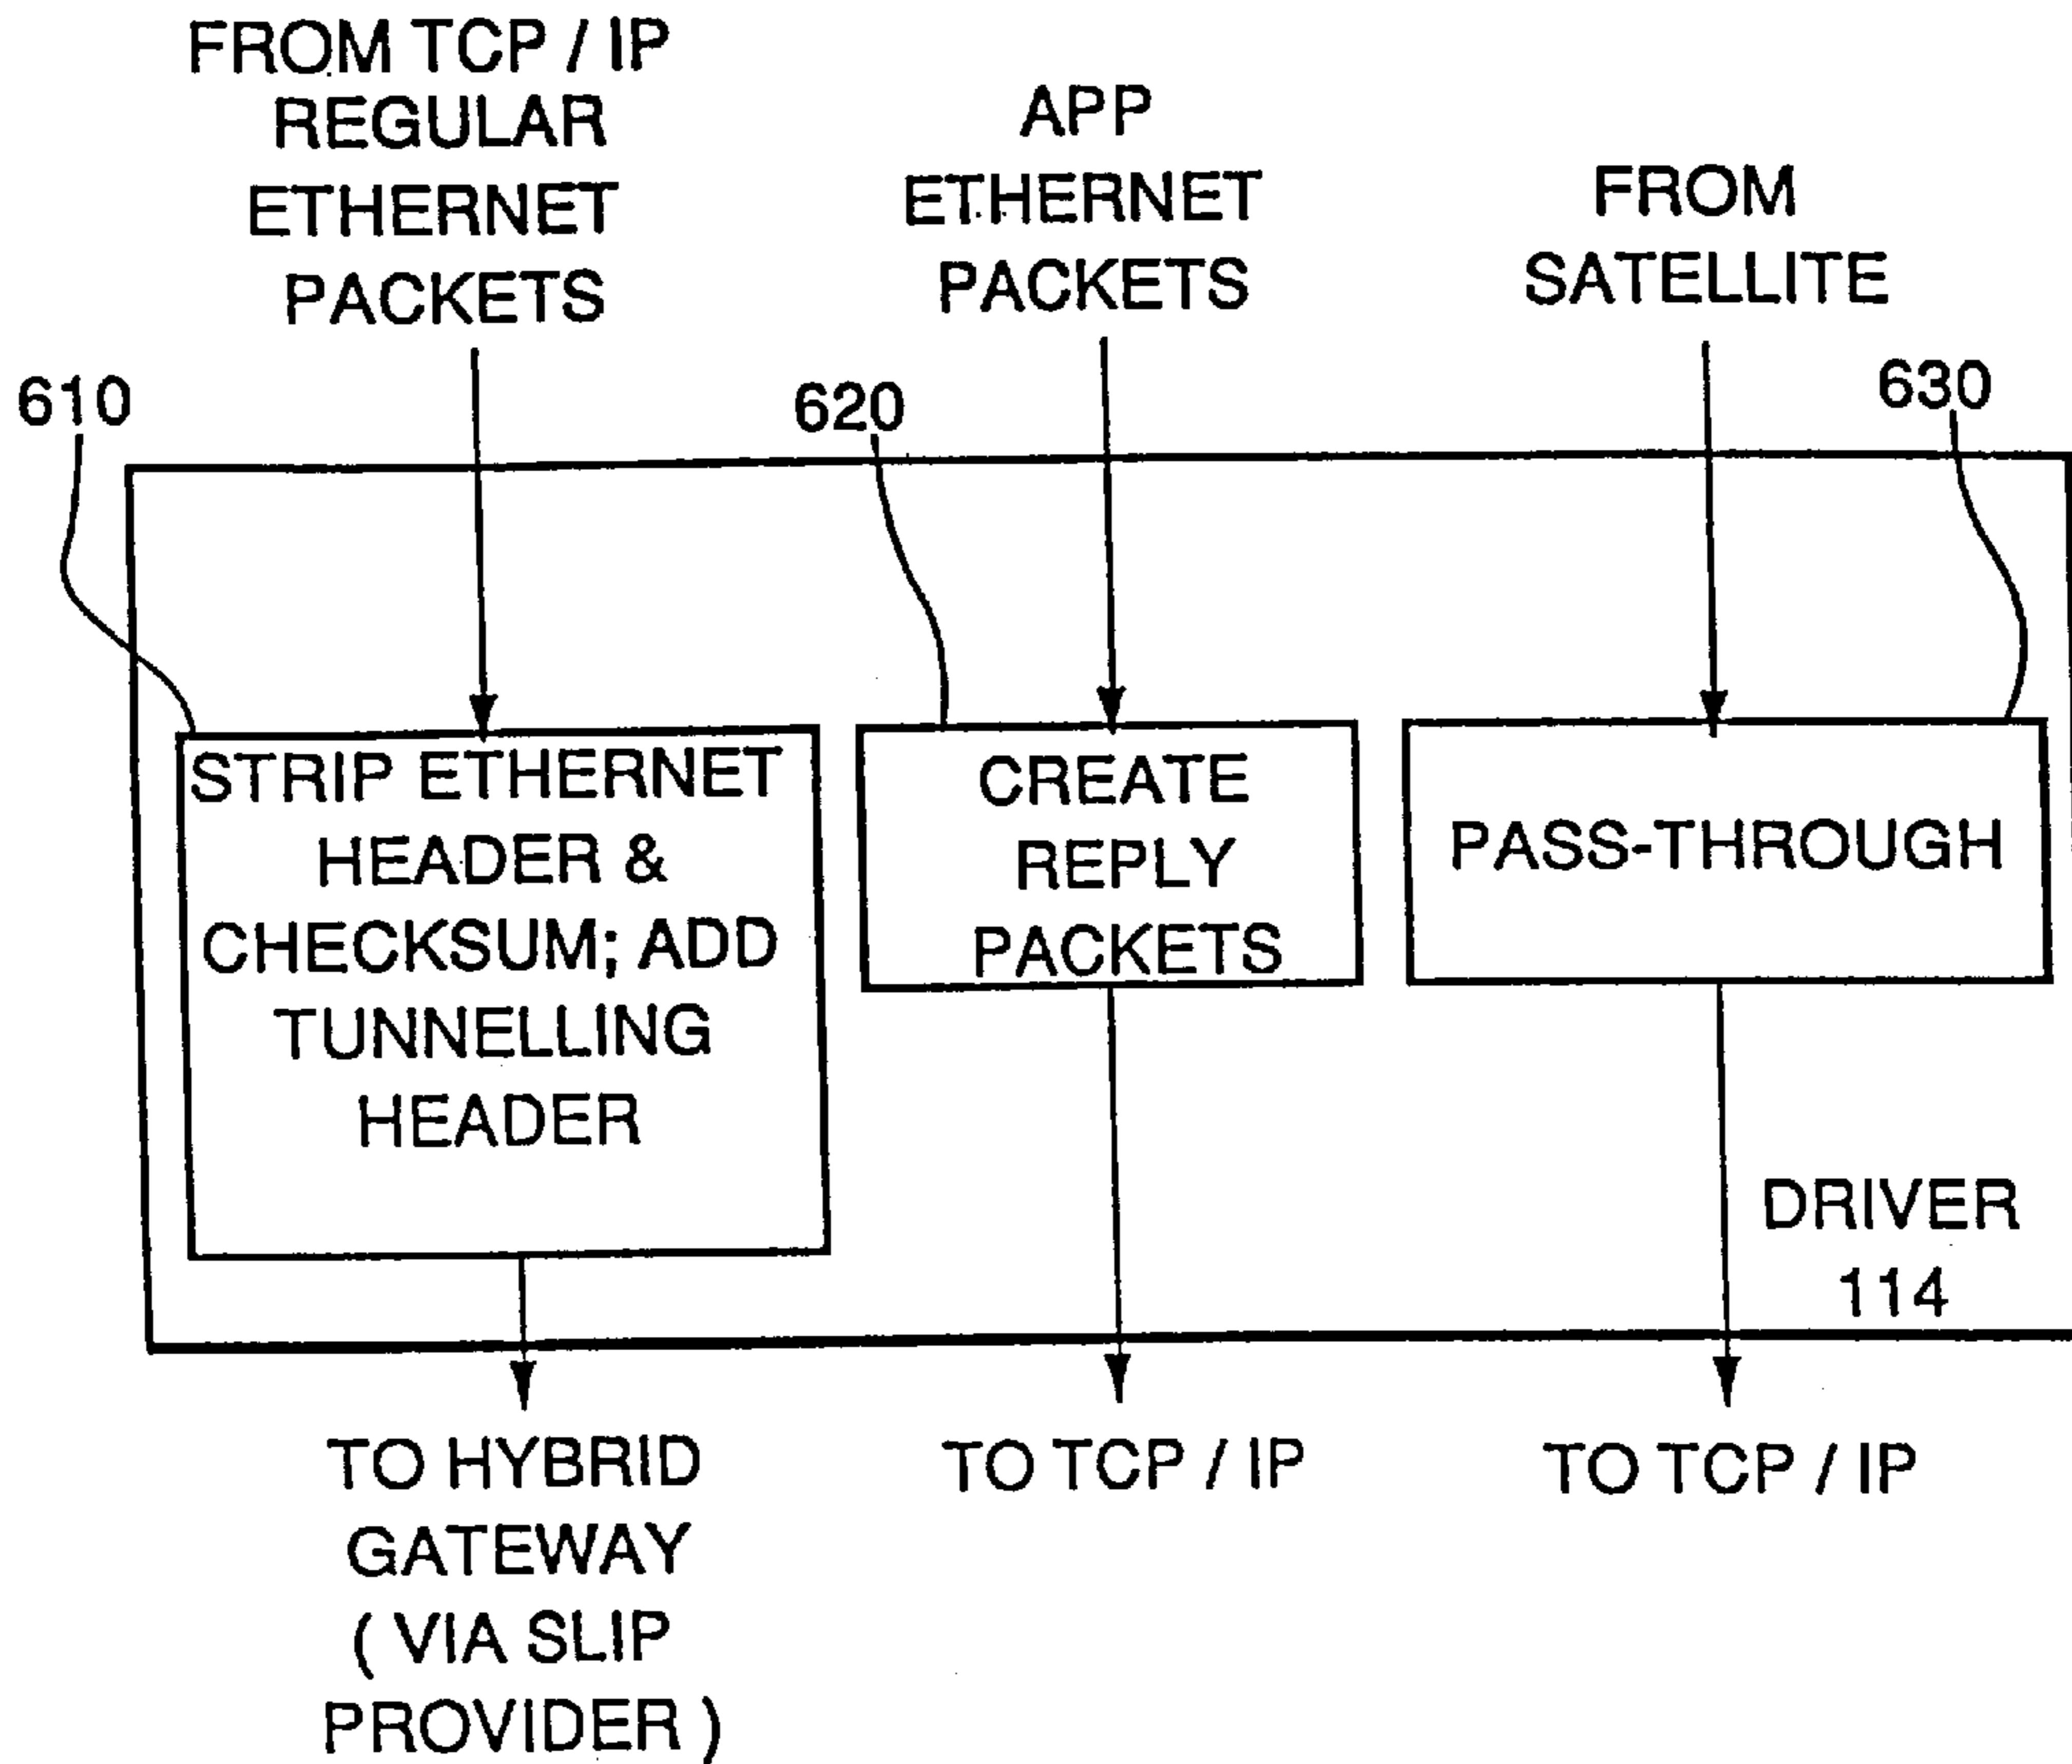 FROM TCP / IP
REGULAR
ETHERNET
PACKETS
APP
ETHERNET
PACKETS
FROM
SATELLITE
610
620
630
STRIP ETHERNET
HEADER &
CHECKSUM; ADD
TUNNELLING
HEADER
CREATE
REPLY
PACKETS
PASS-THROUGH
DRIVER
114
TO HYBRID
GATEWAY
( VIA SLIP
PROVIDER )
TO TCP / IP
TO TCP / IP